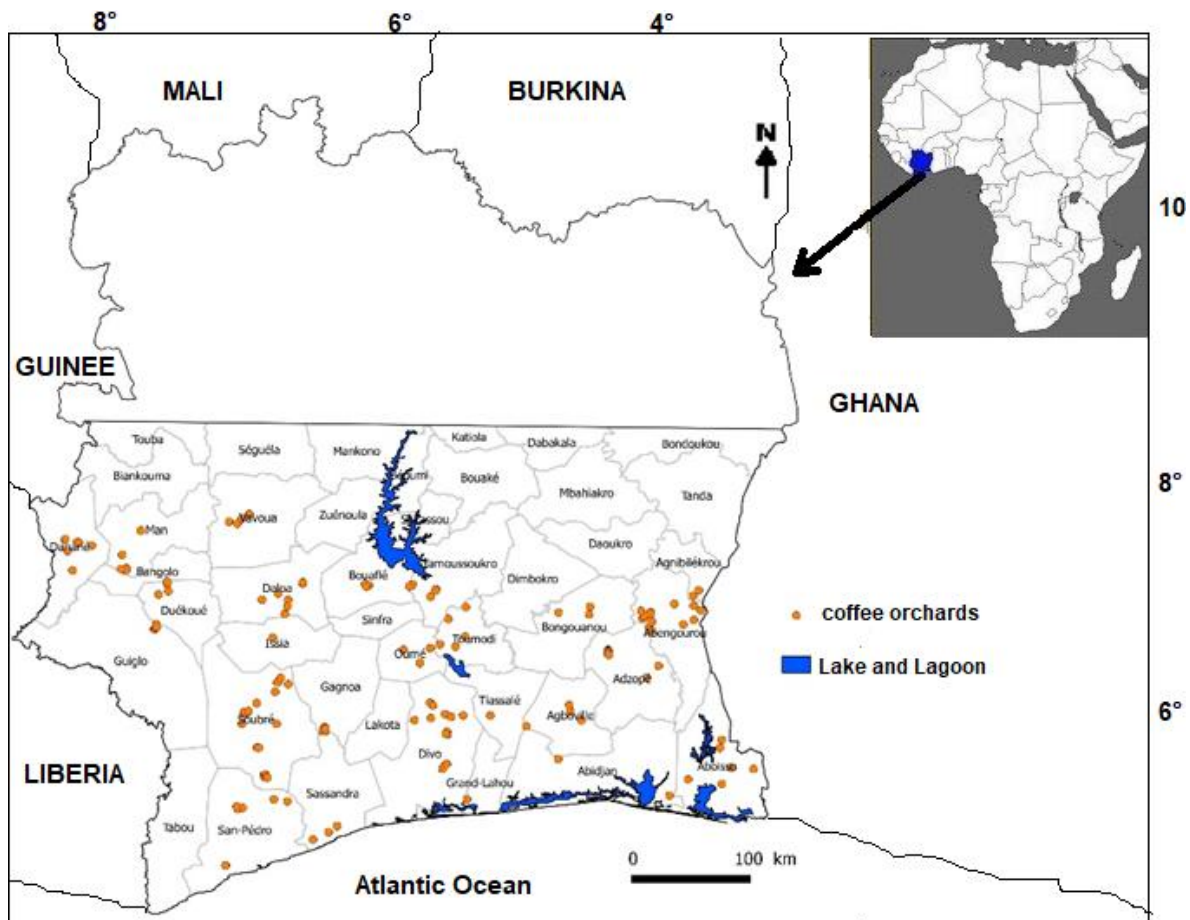 8° 6° 4°
MALI
BURKINA
N
10
GUINEE
GHANA
Touba
Séguéla
Mankono
Katiola
Dabakala
Bondoukou
Biankouma
Bouaké
8°
Mbahiakro
Tanda
Vavoua
Zuénoula
Man
Daoukro
Agnibilékrou
Bangolo
Bouaflé
Dimbokro
Daloa
Duékoué
coffee orchards
Sinfra
Bongouanou
Abengourou
Issia
Toumodi
Oumé
Guiglo
Lake and Lagoon
Adzopé
Gagnoa
Tiassalé
Soubré
Lakota
Agboville
6°
Divo
LIBERIA
Aboisso
Abidjan
Grand-Lahou
Sassandra
Tabou
San-Pédro
0 100 km
Atlantic Ocean